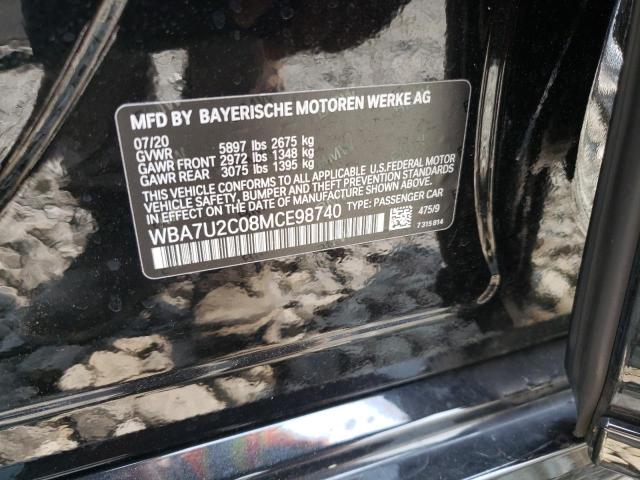 MFD BY BAYERISCHE MOTOREN WERKE AG
07/20
GVWR 5897 lbs 2675 kg
GAWR FRONT 2972 lbs 1348 kg
GAWR REAR 3075 lbs 1395 kg
THIS VEHICLE CONFORMS TO ALL APPLICABLE U.S.FEDERAL MOTOR
VEHICLE SAFETY, BUMPER AND THEFT PREVENTION STANDARDS
IN EFFECT ON THE DATE OF MANUFACTURE SHOWN ABOVE.
WBA7U2C08MCE98740 TYPE: PASSENGER CAR
475/9
7 315 814